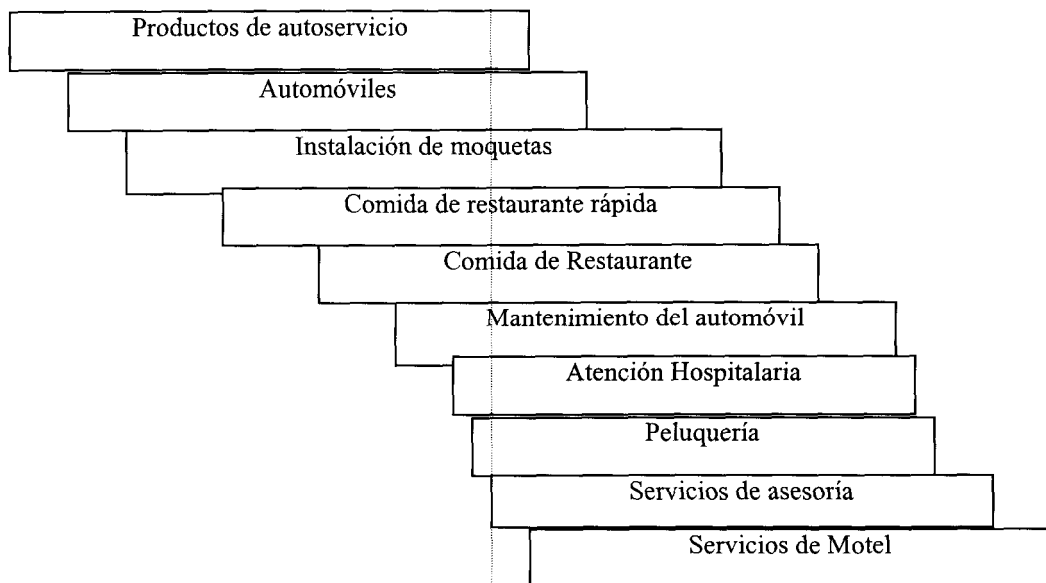 Productos de autoservicio
Automóviles
Instalación de moquetas
Comida de restaurante rápida
Comida de Restaurante
Mantenimiento del automóvil
Atención Hospitalaria
Peluquería
Servicios de asesoría
Servicios de Motel